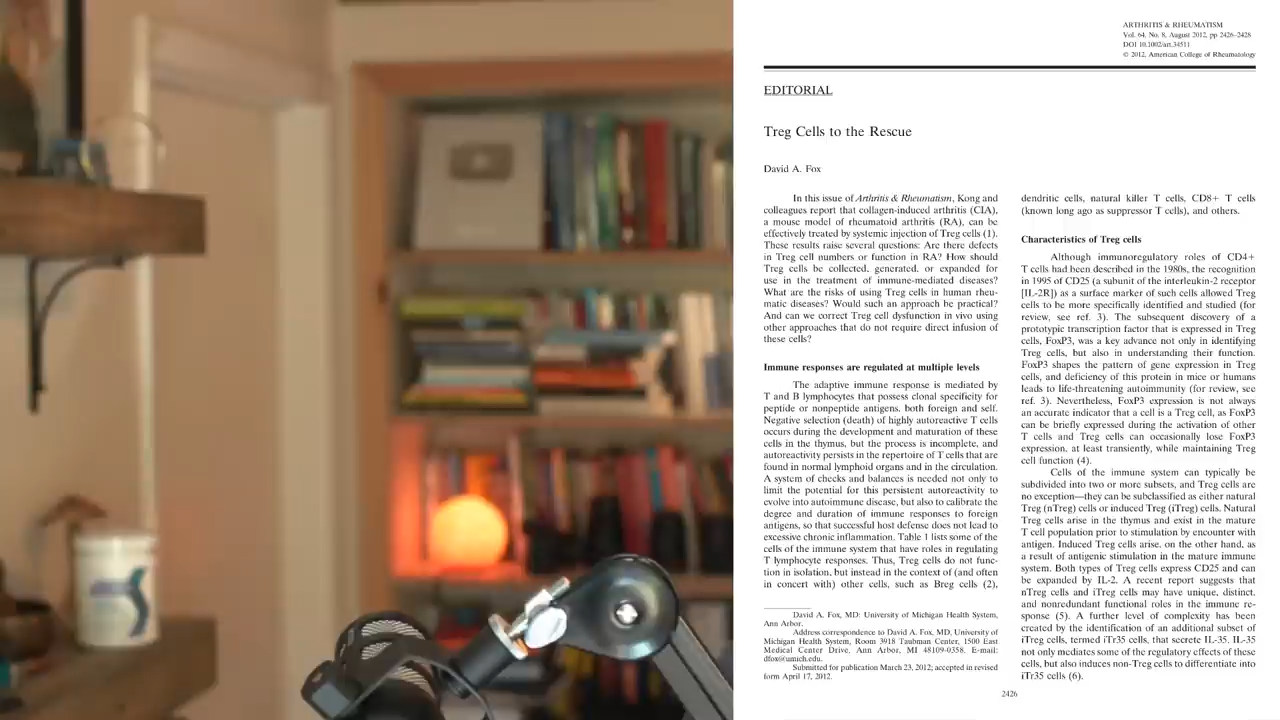 ARTHRITIS & RHEUMATISM
Vol. 64, No. 8, August 2012, pp 2426–2428
DOI 10.1002/art.34511
© 2012, American College of Rheumatology
EDITORIAL
Treg Cells to the Rescue
David A. Fox
In this issue of Arthritis & Rheumatism, Kong and
colleagues report that collagen-induced arthritis (CIA),
a mouse model of rheumatoid arthritis (RA), can be
effectively treated by systemic injection of Treg cells (1).
These results raise several questions: Are there defects
in Treg cell numbers or function in RA? How should
Treg cells be collected, generated, or expanded for
use in the treatment of immune-mediated diseases?
What are the risks of using Treg cells in human rheu-
matic diseases? Would such an approach be practical?
And can we correct Treg cell dysfunction in vivo using
other approaches that do not require direct infusion of
these cells?
Immune responses are regulated at multiple levels
The adaptive immune response is mediated by
T and B lymphocytes that possess clonal specificity for
peptide or nonpeptide antigens, both foreign and self.
Negative selection (death) of highly autoreactive T cells
occurs during the development and maturation of these
cells in the thymus, but the process is incomplete, and
autoreactivity persists in the repertoire of T cells that are
found in normal lymphoid organs and in the circulation.
A system of checks and balances is needed not only to
limit the potential for this persistent autoreactivity to
evolve into autoimmune disease, but also to calibrate the
degree and duration of immune responses to foreign
antigens, so that successful host defense does not lead to
excessive chronic inflammation. Table 1 lists some of the
cells of the immune system that have roles in regulating
T lymphocyte responses. Thus, Treg cells do not func-
tion in isolation, but instead in the context of (and often
in concert with) other cells, such as Breg cells (2),
David A. Fox, MD: University of Michigan Health System,
Ann Arbor.
Address correspondence to David A. Fox, MD, University of
Michigan Health System, Room 3918 Taubman Center, 1500 East
Medical Center Drive, Ann Arbor, MI 48109-0358. E-mail:
dfox@umich.edu.
Submitted for publication March 23, 2012; accepted in revised
form April 17, 2012.
dendritic cells, natural killer T cells, CD8+ T cells
(known long ago as suppressor T cells), and others.
Characteristics of Treg cells
Although immunoregulatory roles of CD4+
T cells had been described in the 1980s, the recognition
in 1995 of CD25 (a subunit of the interleukin-2 receptor
[IL-2R]) as a surface marker of such cells allowed Treg
cells to be more specifically identified and studied (for
review, see ref. 3). The subsequent discovery of a
prototypic transcription factor that is expressed in Treg
cells, FoxP3, was a key advance not only in identifying
Treg cells, but also in understanding their function.
FoxP3 shapes the pattern of gene expression in Treg
cells, and deficiency of this protein in mice or humans
leads to life-threatening autoimmunity (for review, see
ref. 3). Nevertheless, FoxP3 expression is not always
an accurate indicator that a cell is a Treg cell, as FoxP3
can be briefly expressed during the activation of other
T cells and Treg cells can occasionally lose FoxP3
expression, at least transiently, while maintaining Treg
cell function (4).
Cells of the immune system can typically be
subdivided into two or more subsets, and Treg cells are
no exception—they can be subclassified as either natural
Treg (nTreg) cells or induced Treg (iTreg) cells. Natural
Treg cells arise in the thymus and exist in the mature
T cell population prior to stimulation by encounter with
antigen. Induced Treg cells arise, on the other hand, as
a result of antigenic stimulation in the mature immune
system. Both types of Treg cells express CD25 and can
be expanded by IL-2. A recent report suggests that
nTreg cells and iTreg cells may have unique, distinct,
and nonredundant functional roles in the immune re-
sponse (5). A further level of complexity has been
created by the identification of an additional subset of
iTreg cells, termed iTr35 cells, that secrete IL-35. IL-35
not only mediates some of the regulatory effects of these
cells, but also induces non-Treg cells to differentiate into
iTr35 cells (6).
2426